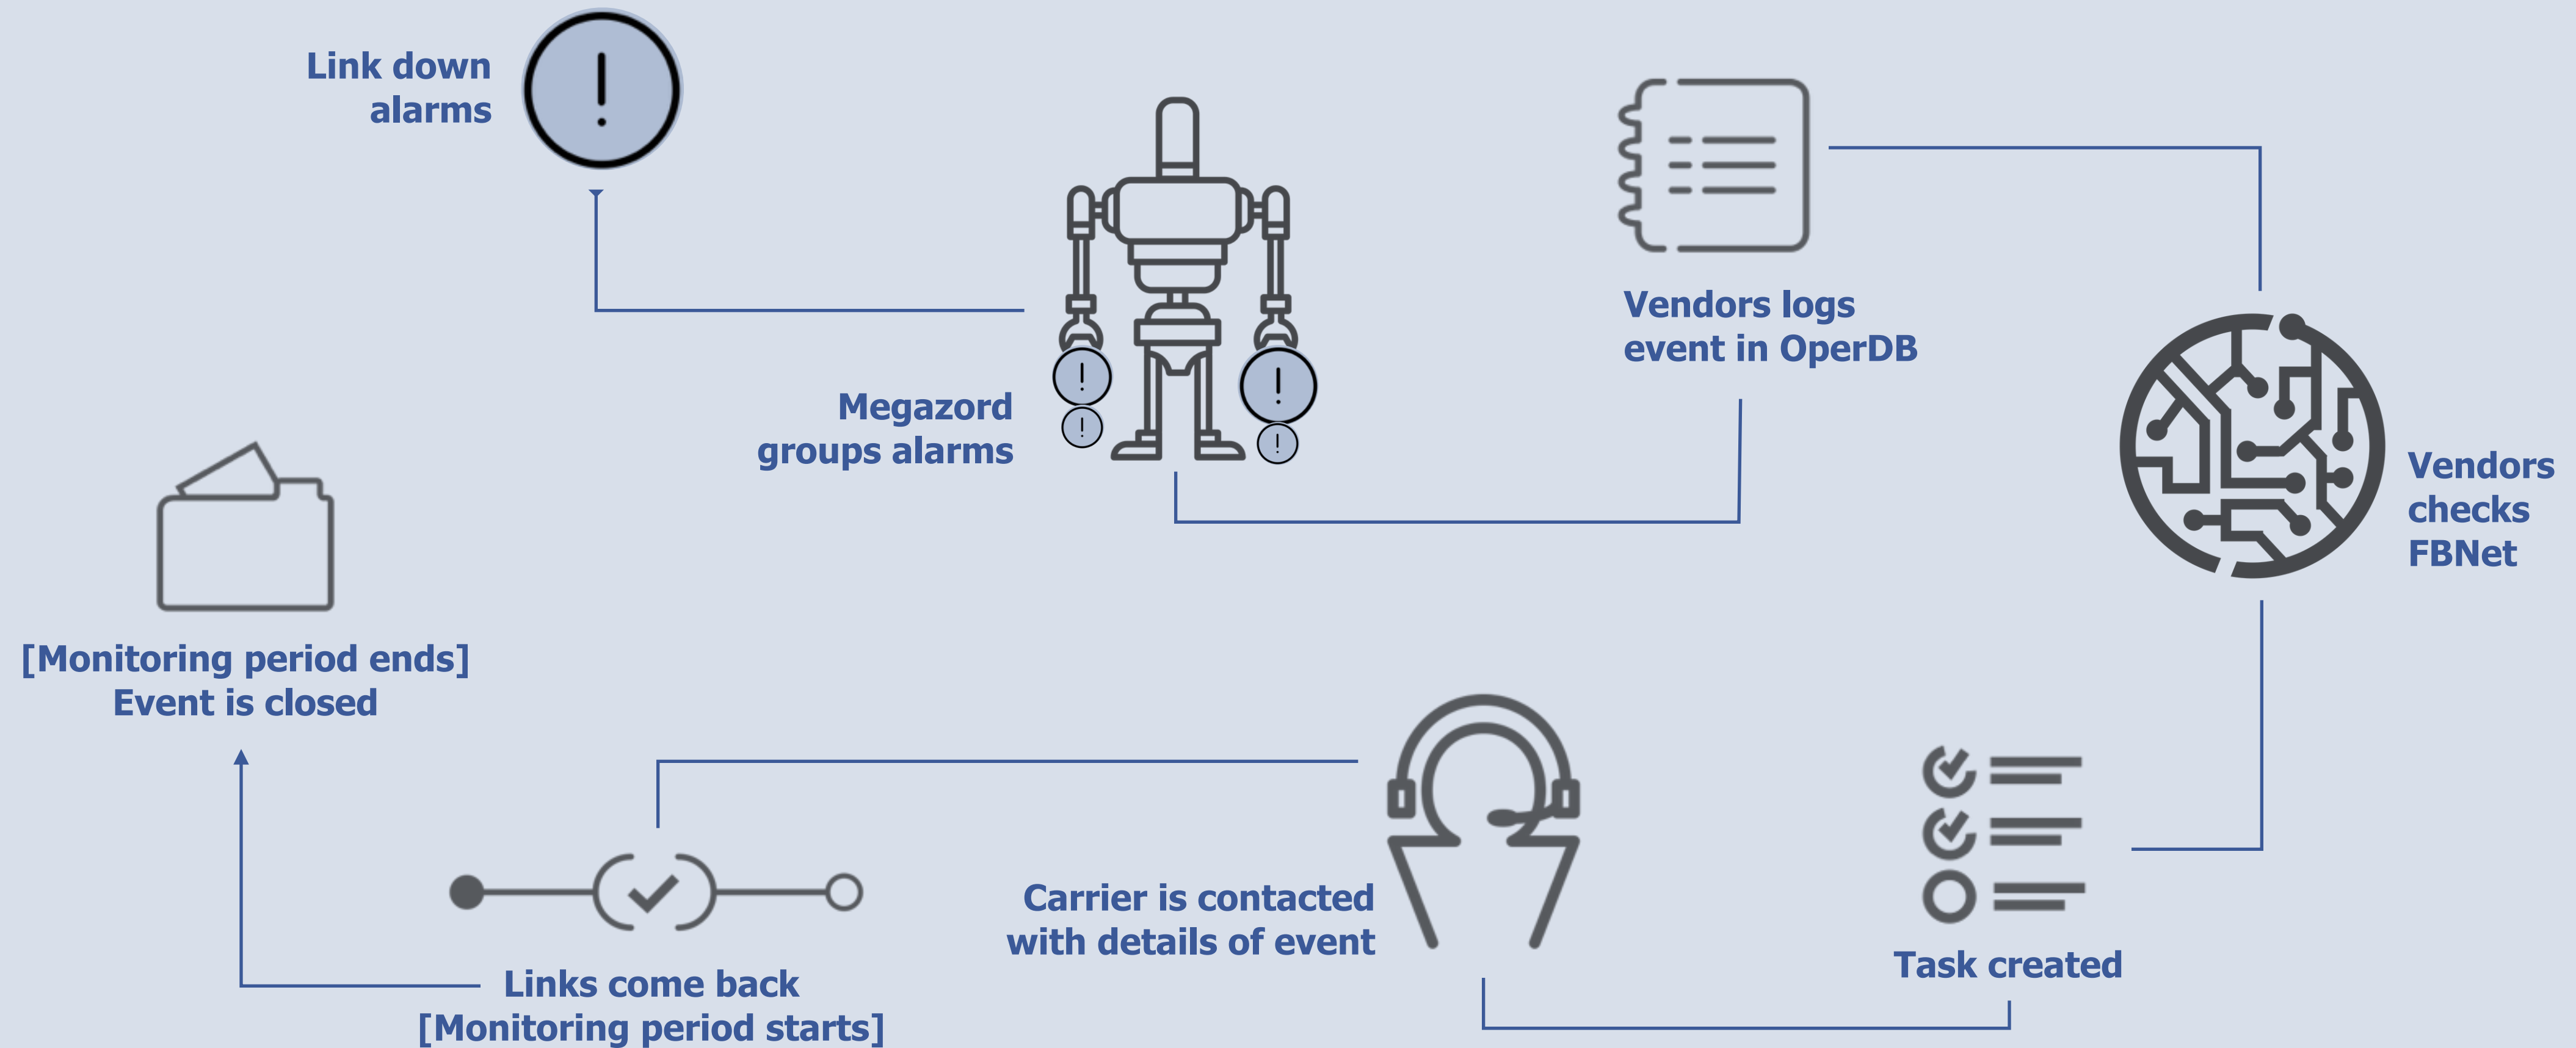 Link down
alarms
Megazord
groups alarms
Vendors logs
event in OperDB
Vendors
checks
FBNet
Task created
Carrier is contacted
with details of event
Links come back
[Monitoring period starts]
[Monitoring period ends]
Event is closed